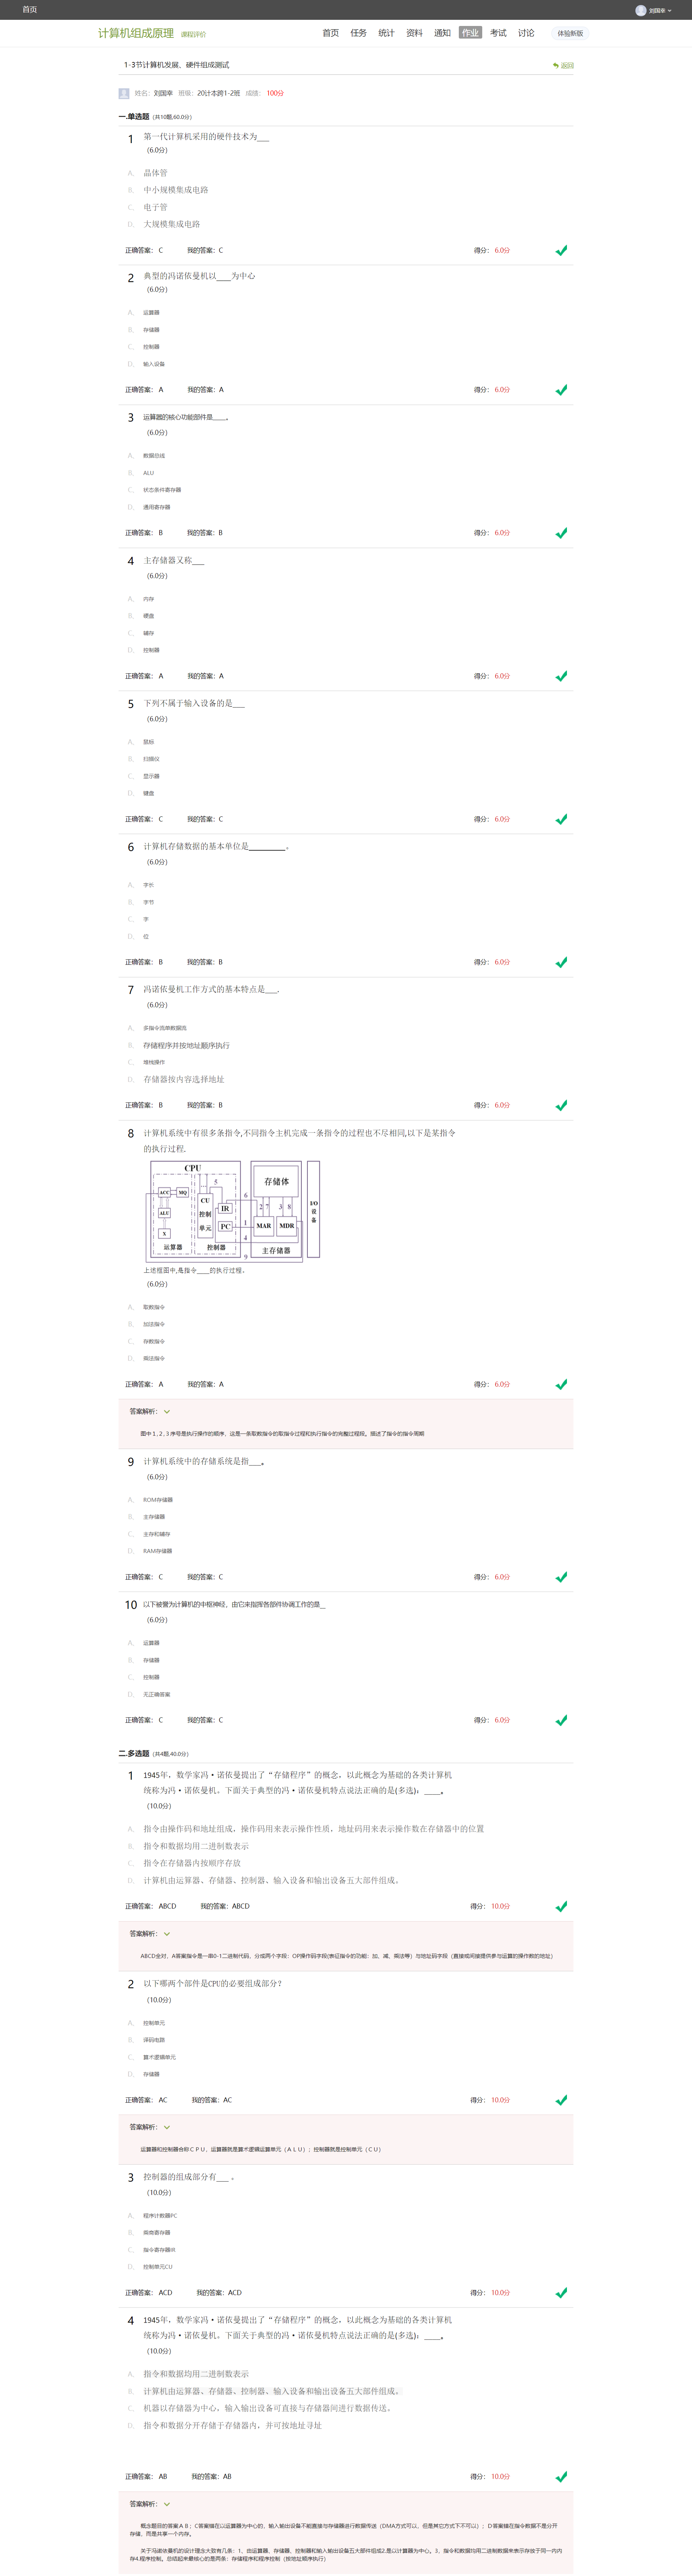 首页
刘国幸
计算机组成原理 课程评价
首页 任务 统计 资料 通知 作业 考试 讨论 体验新版
1-3节计算机发展、硬件组成测试
返回
姓名：刘国幸 班级：20计本跨1-2班 成绩：100分
一.单选题（共10题,60.0分）
1 第一代计算机采用的硬件技术为___
（6.0分）
A、晶体管
B、中小规模集成电路
C、电子管
D、大规模集成电路
正确答案：C 我的答案：C 得分：6.0分
2 典型的冯诺依曼机以____为中心
（6.0分）
A、运算器
B、存储器
C、控制器
D、输入设备
正确答案：A 我的答案：A 得分：6.0分
3 运算器的核心功能部件是____。
（6.0分）
A、数据总线
B、ALU
C、状态条件寄存器
D、通用寄存器
正确答案：B 我的答案：B 得分：6.0分
4 主存储器又称___
（6.0分）
A、内存
B、硬盘
C、辅存
D、控制器
正确答案：A 我的答案：A 得分：6.0分
5 下列不属于输入设备的是___
（6.0分）
A、鼠标
B、扫描仪
C、显示器
D、键盘
正确答案：C 我的答案：C 得分：6.0分
6 计算机存储数据的基本单位是_________。
（6.0分）
A、字长
B、字节
C、字
D、位
正确答案：B 我的答案：B 得分：6.0分
7 冯诺依曼机工作方式的基本特点是___.
（6.0分）
A、多指令流单数据流
B、存储程序并按地址顺序执行
C、堆栈操作
D、存储器按内容选择地址
正确答案：B 我的答案：B 得分：6.0分
8 计算机系统中有很多条指令,不同指令主机完成一条指令的过程也不尽相同,以下是某指令
的执行过程.
CPU
存储体
I/O设备
ACC MQ
CU
控制
单元
IR
ALU
PC
MAR MDR
X
运算器 控制器 主存储器
5 6 2 7 3 8 1 4 9
上述框图中,是指令____的执行过程。
（6.0分）
A、取数指令
B、加法指令
C、存数指令
D、乘法指令
正确答案：A 我的答案：A 得分：6.0分
答案解析：
图中１,２,３序号是执行操作的顺序，这是一条取数指令的取指令过程和执行指令的完整过程段。描述了指令的指令周期
9 计算机系统中的存储系统是指___。
（6.0分）
A、ROM存储器
B、主存储器
C、主存和辅存
D、RAM存储器
正确答案：C 我的答案：C 得分：6.0分
10 以下被誉为计算机的中枢神经，由它来指挥各部件协调工作的是__
（6.0分）
A、运算器
B、存储器
C、控制器
D、无正确答案
正确答案：C 我的答案：C 得分：6.0分
二.多选题（共4题,40.0分）
1 1945年，数学家冯·诺依曼提出了“存储程序”的概念，以此概念为基础的各类计算机
统称为冯·诺依曼机。下面关于典型的冯·诺依曼机特点说法正确的是(多选)：____。
（10.0分）
A、指令由操作码和地址组成，操作码用来表示操作性质，地址码用来表示操作数在存储器中的位置
B、指令和数据均用二进制数表示
C、指令在存储器内按顺序存放
D、计算机由运算器、存储器、控制器、输入设备和输出设备五大部件组成。
正确答案：ABCD 我的答案：ABCD 得分：10.0分
答案解析：
ABCD全对，A答案指令是一串0-1二进制代码，分成两个字段：OP操作码字段(表征指令的功能：加、减、乘法等）与地址码字段（直接或间接提供参与运算的操作数的地址）
2 以下哪两个部件是CPU的必要组成部分?
（10.0分）
A、控制单元
B、译码电路
C、算术逻辑单元
D、存储器
正确答案：AC 我的答案：AC 得分：10.0分
答案解析：
运算器和控制器合称ＣＰＵ，运算器就是算术逻辑运算单元（ＡＬＵ）；控制器就是控制单元（ＣＵ）
3 控制器的组成部分有___ 。
（10.0分）
A、程序计数器PC
B、乘商寄存器
C、指令寄存器IR
D、控制单元CU
正确答案：ACD 我的答案：ACD 得分：10.0分
4 1945年，数学家冯·诺依曼提出了“存储程序”的概念，以此概念为基础的各类计算机
统称为冯·诺依曼机。下面关于典型的冯·诺依曼机特点说法正确的是(多选)：____。
（10.0分）
A、指令和数据均用二进制数表示
B、计算机由运算器、存储器、控制器、输入设备和输出设备五大部件组成。
C、机器以存储器为中心，输入输出设备可直接与存储器间进行数据传送。
D、指令和数据分开存储于存储器内，并可按地址寻址
正确答案：AB 我的答案：AB 得分：10.0分
答案解析：
概念题目的答案ＡＢ；Ｃ答案错在以运算器为中心的，输入输出设备不能直接与存储器进行数据传送（DMA方式可以，但是其它方式下不可以）；Ｄ答案错在指令数据不是分开
存储，而是共享一个内存。
关于冯诺依曼机的设计理念大致有几条：1、由运算器、存储器、控制器和输入输出设备五大部件组成2.是以计算器为中心。3、指令和数据均用二进制数据来表示存放于同一内内
存4.程序控制。总结起来最核心的是两条：存储程序和程序控制（按地址顺序执行）